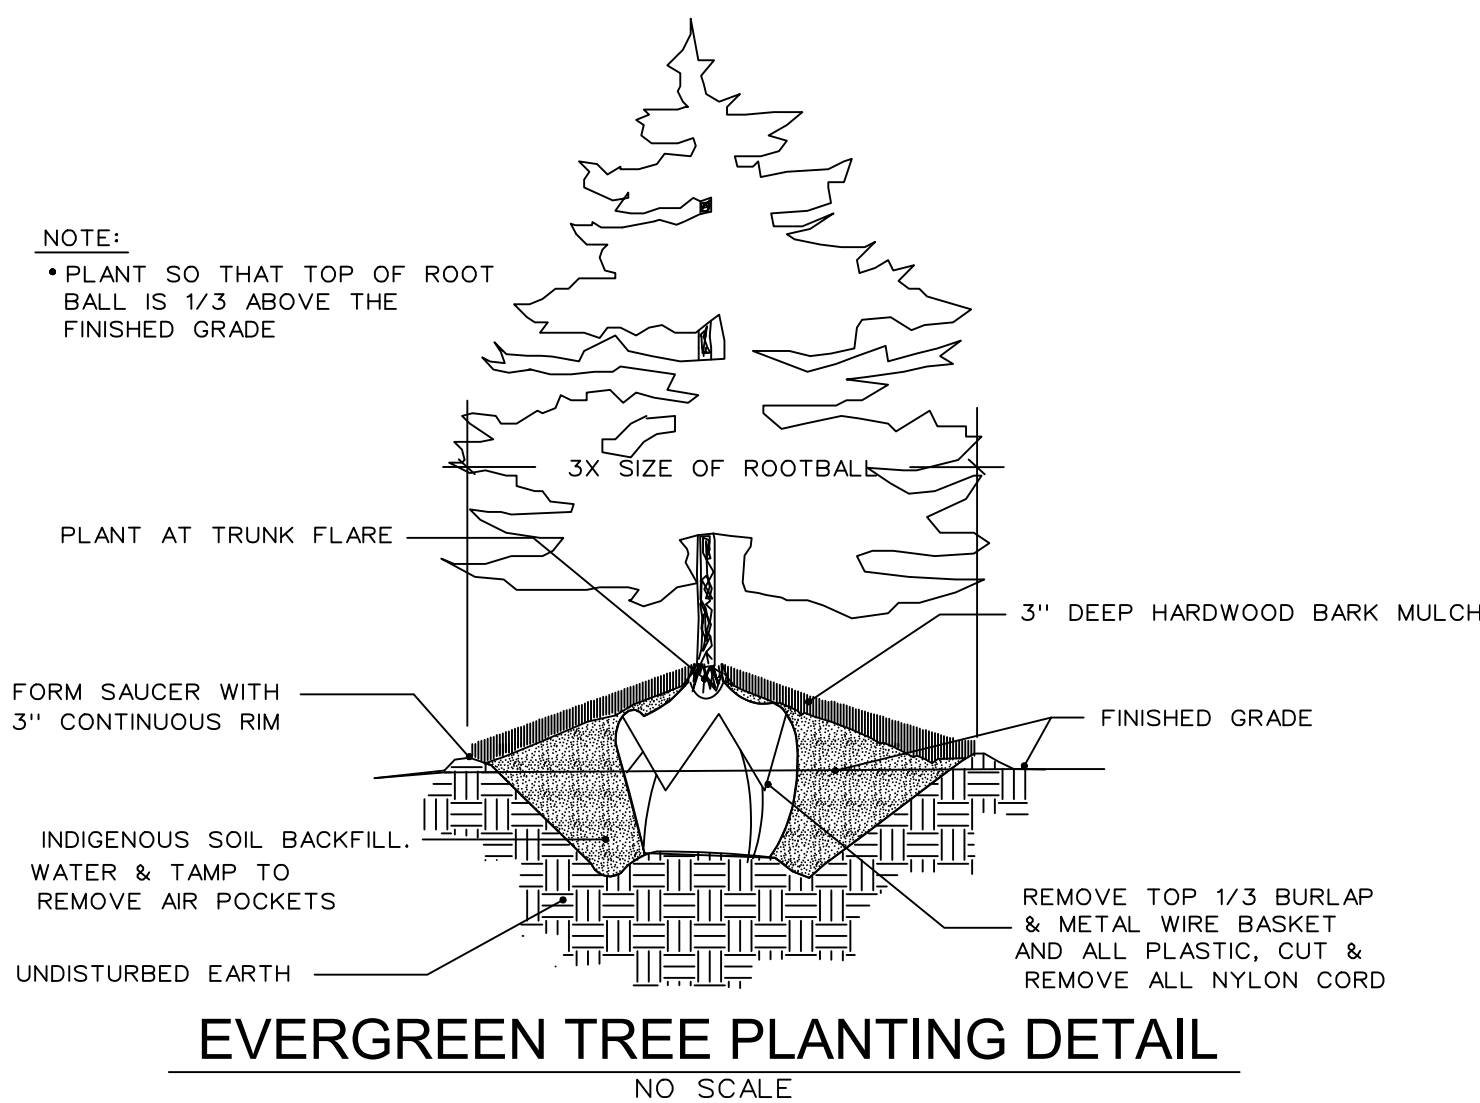 NOTE:
• PLANT SO THAT TOP OF ROOT
BALL IS 1/3 ABOVE THE
FINISHED GRADE
3X SIZE OF ROOTBALL
PLANT AT TRUNK FLARE
3" DEEP HARDWOOD BARK MULCH
FORM SAUCER WITH
3" CONTINUOUS RIM
FINISHED GRADE
INDIGENOUS SOIL BACKFILL.
WATER & TAMP TO
REMOVE AIR POCKETS
REMOVE TOP 1/3 BURLAP
& METAL WIRE BASKET
AND ALL PLASTIC, CUT &
REMOVE ALL NYLON CORD
UNDISTURBED EARTH
EVERGREEN TREE PLANTING DETAIL
NO SCALE